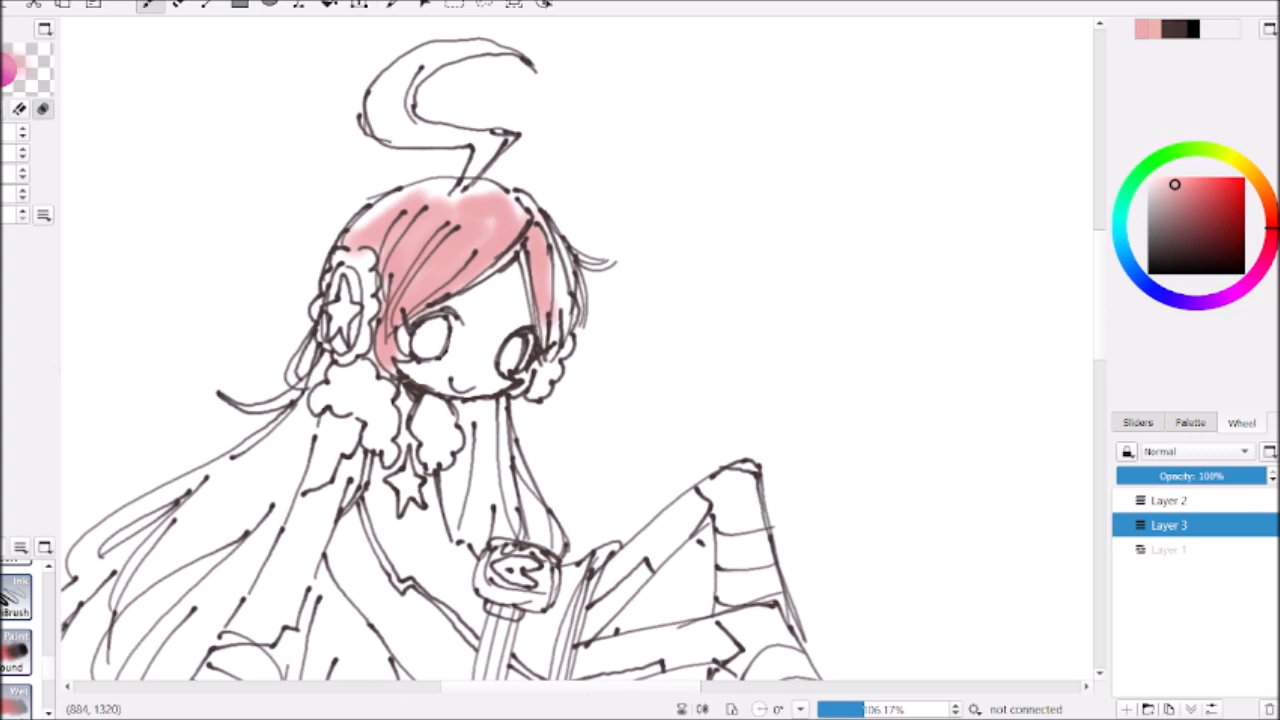 Sliders
Palette
Wheel
Normal
Opacity: 100%
Layer 2
Layer 3
Layer 1
Ink
Brush
Paint
ound
Wet
(884, 1320)
0°
106.17%
not connected